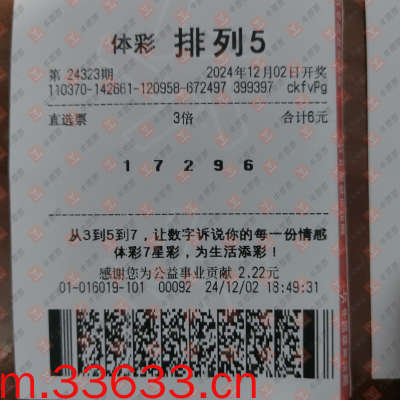 体彩 排列5
第 24323期 2024年12月02日开奖
110370-142661-120958-672497 399397 ckfvPg
直选票 3倍 合计6元
1 7 2 9 6
从3到5到7，让数字诉说你的每一份情感
体彩7星彩，为生活添彩！
感谢您为公益事业贡献 2.22元
01-016019-101 00092 24/12/02 18:49:31
m.33633.cn